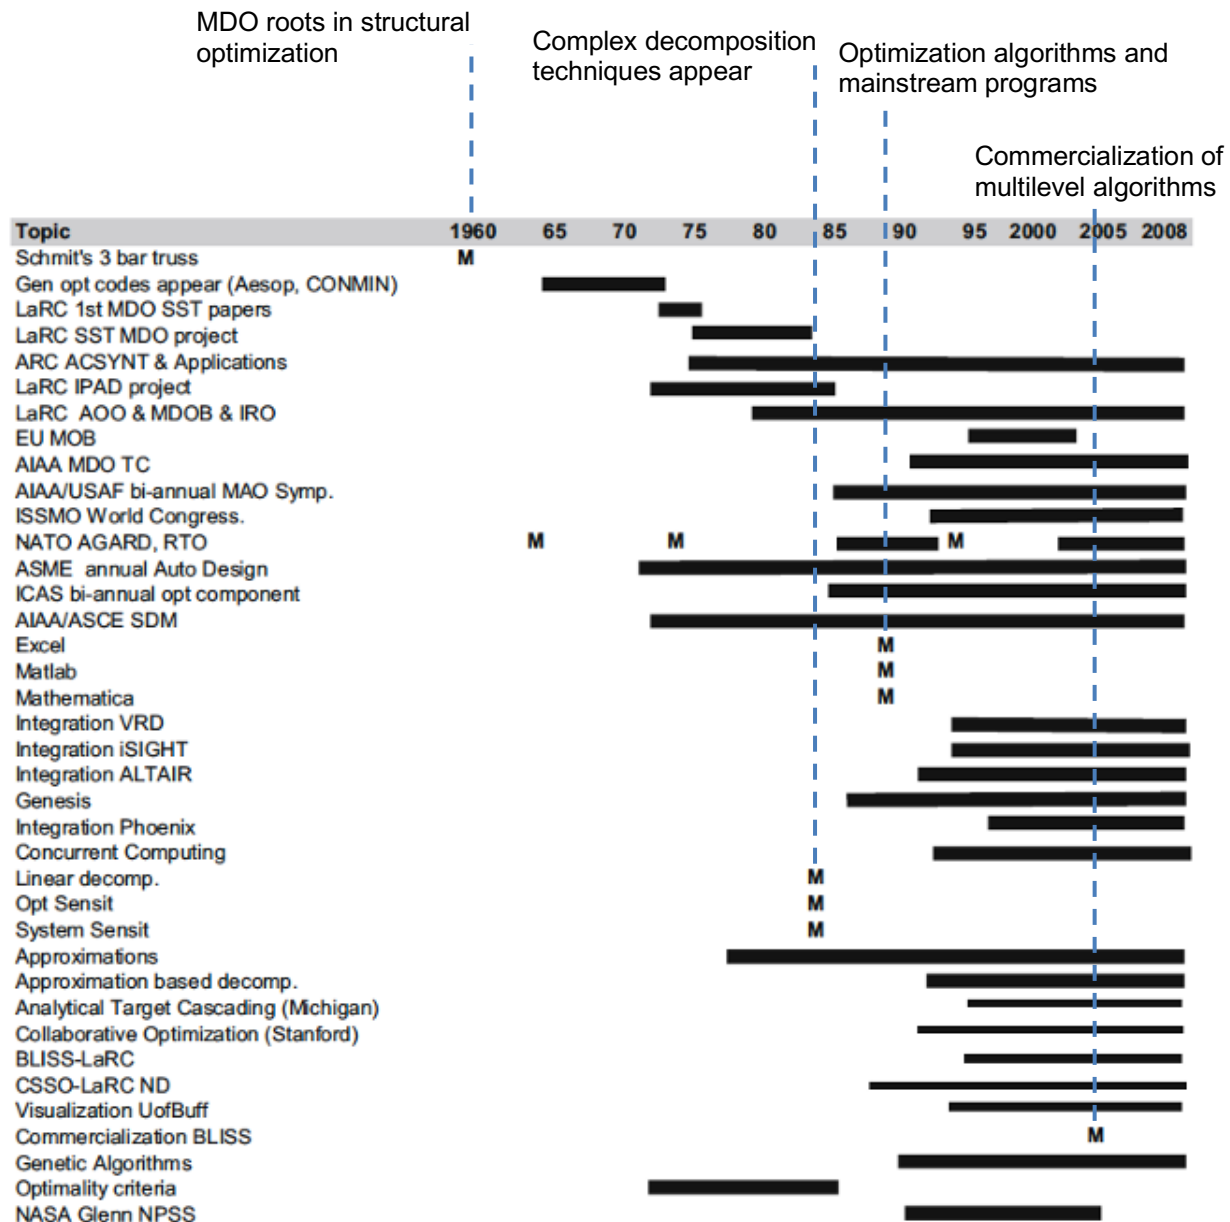 MDO roots in structural
optimization
Complex decomposition
techniques appear
Optimization algorithms and
mainstream programs
Commercialization of
multilevel algorithms
Topic 1960 65 70 75 80 85 90 95 2000 2005 2008
Schmit's 3 bar truss M
Gen opt codes appear (Aesop, CONMIN)
LaRC 1st MDO SST papers
LaRC SST MDO project
ARC ACSYNT & Applications
LaRC IPAD project
LaRC AOO & MDOB & IRO
EU MOB
AIAA MDO TC
AIAA/USAF bi-annual MAO Symp.
ISSMO World Congress.
NATO AGARD, RTO M M M
ASME annual Auto Design
ICAS bi-annual opt component
AIAA/ASCE SDM
Excel M
Matlab M
Mathematica M
Integration VRD
Integration iSIGHT
Integration ALTAIR
Genesis
Integration Phoenix
Concurrent Computing
Linear decomp. M
Opt Sensit M
System Sensit M
Approximations
Approximation based decomp.
Analytical Target Cascading (Michigan)
Collaborative Optimization (Stanford)
BLISS-LaRC
CSSO-LaRC ND
Visualization UofBuff
Commercialization BLISS M
Genetic Algorithms
Optimality criteria
NASA Glenn NPSS